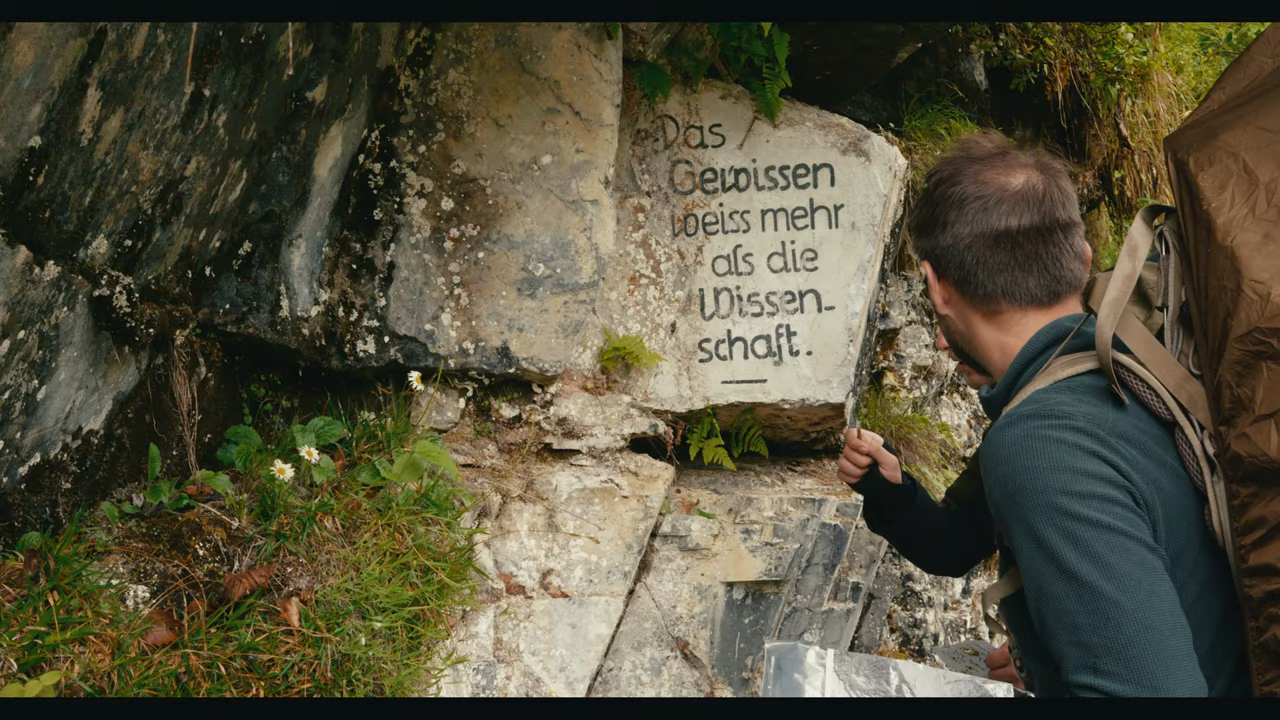 Das
Gewissen
weiss mehr
als die
Wissen-
schaft.